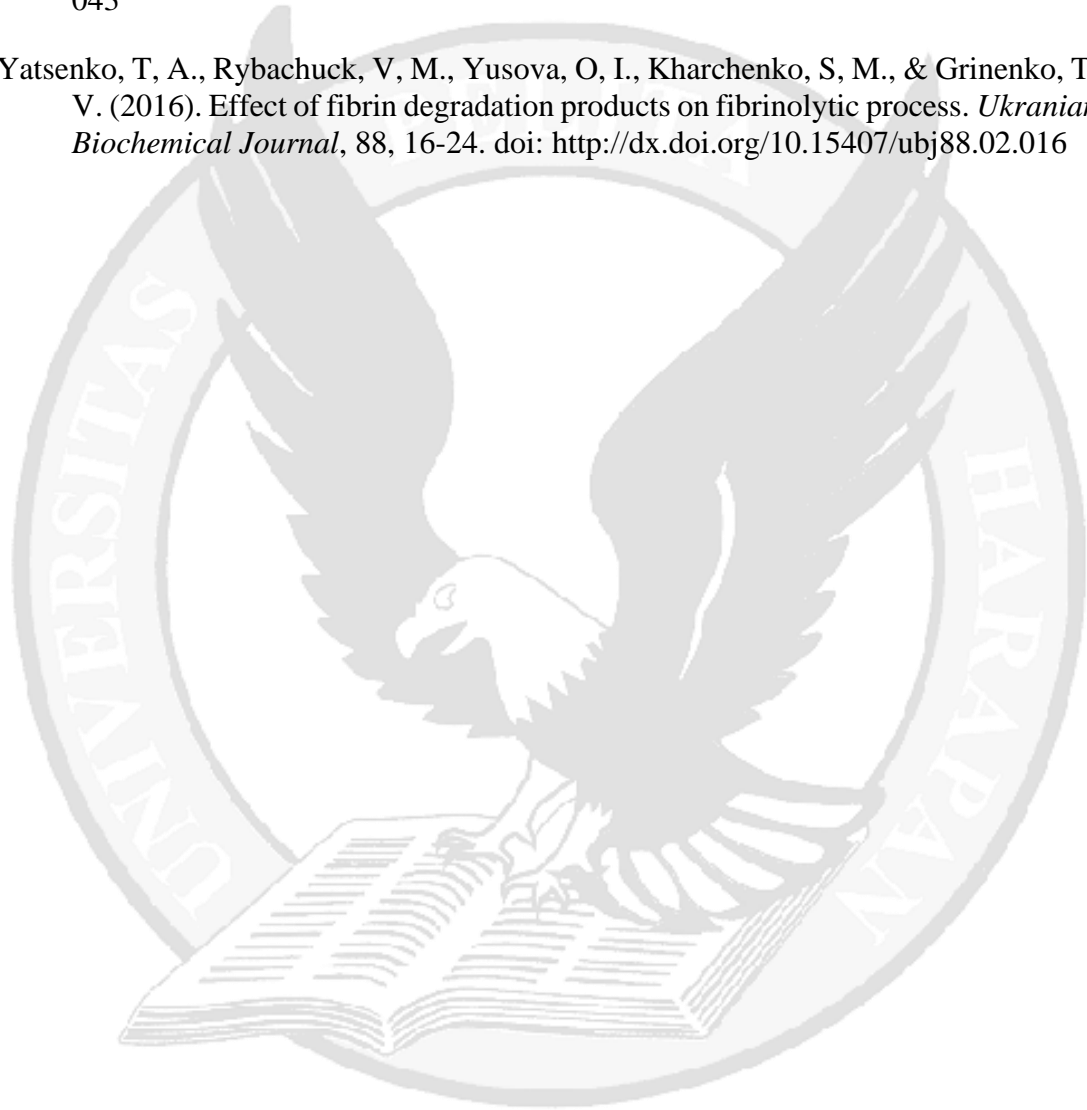 Yatsenko, T, A., Rybachuck, V, M., Yusova, O, I., Kharchenko, S, M., & Grinenko, T
V. (2016). Effect of fibrin degradation products on fibrinolytic process. Ukranian
Biochemical Journal, 88, 16-24. doi: http://dx.doi.org/10.15407/ubj88.02.016
UNIVERSITAS
PELITA
HARAPAN